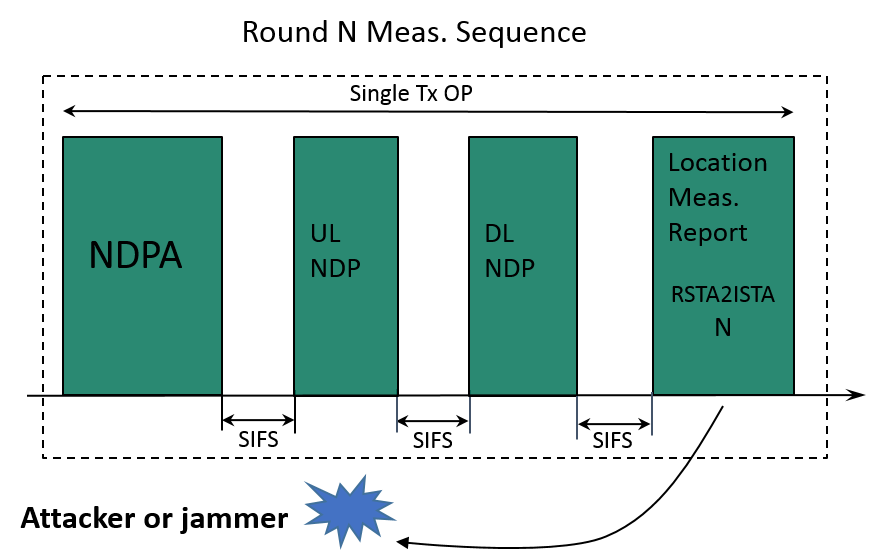 Round N Meas. Sequence
Single Tx OP
NDPA
UL
NDP
DL
NDP
Location
Meas.
Report
RSTA2ISTA
N
SIFS
SIFS
SIFS
Attacker or jammer